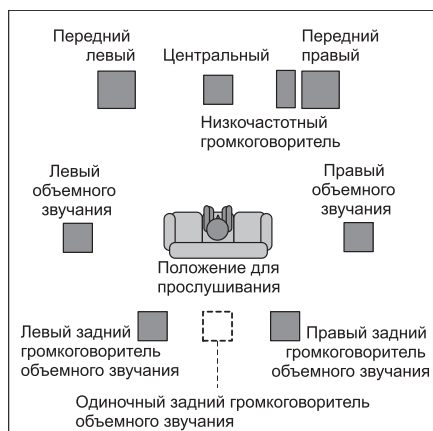 Передний
левый
Центральный
Передний
правый
Низкочастотный
громкоговоритель
Левый
объемного
звучания
Правый
объемного
звучания
Положение для
прослушивания
Левый задний
громкоговоритель
объемного звучания
Правый задний
громкоговоритель
объемного звучания
Одиночный задний громкоговоритель
объемного звучания